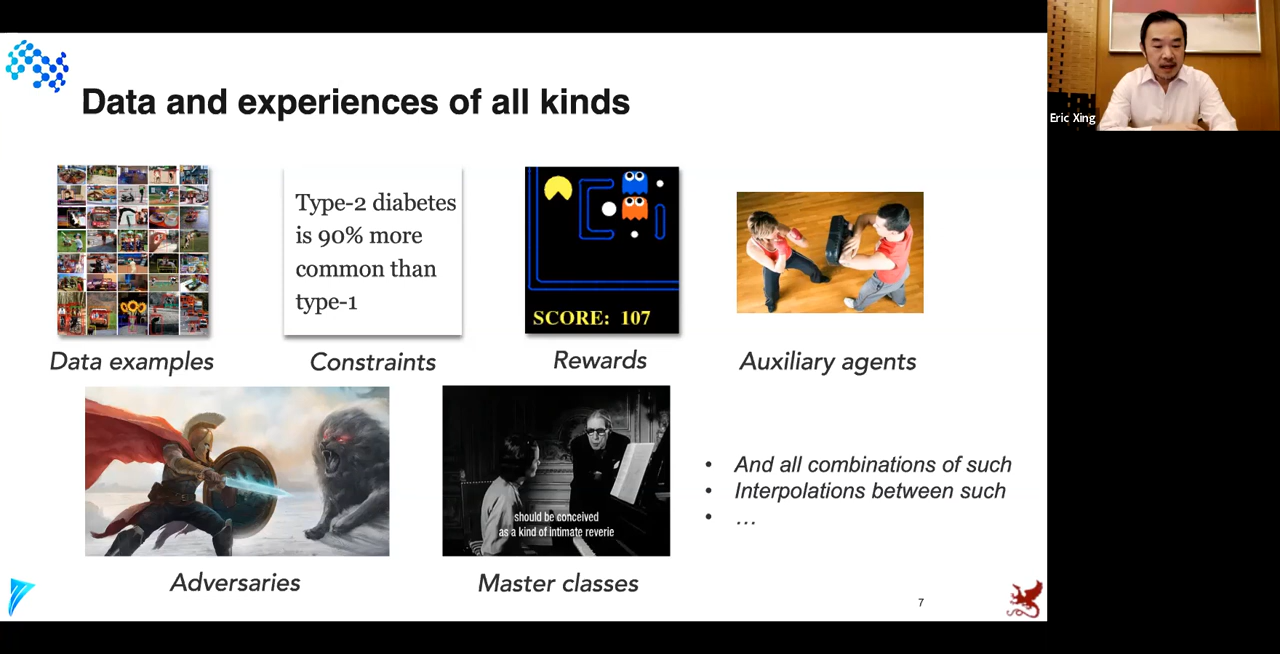 Eric Xing
Data and experiences of all kinds
Type-2 diabetes
is 90% more
common than
type-1
SCORE: 107
Data examples
Constraints
Rewards
Auxiliary agents
should be conceived
as a kind of intimate reverie
• And all combinations of such
• Interpolations between such
• ...
Adversaries
Master classes
7